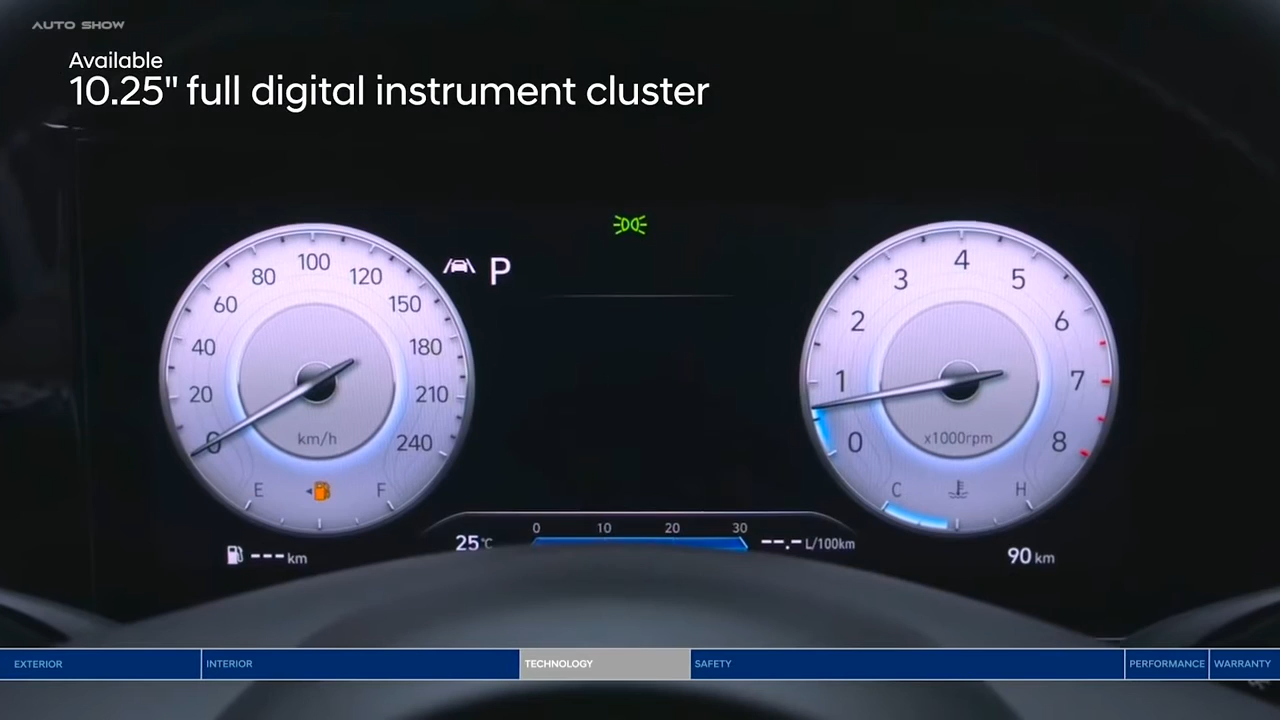 AUTO SHOW
Available
10.25" full digital instrument cluster
0 20 40 60 80 100 120 150 180 210 240
km/h
E F
P
0 1 2 3 4 5 6 7 8
x1000rpm
C H
--- km
25°C
0 10 20 30
--.- L/100km
90 km
EXTERIOR INTERIOR TECHNOLOGY SAFETY PERFORMANCE WARRANTY